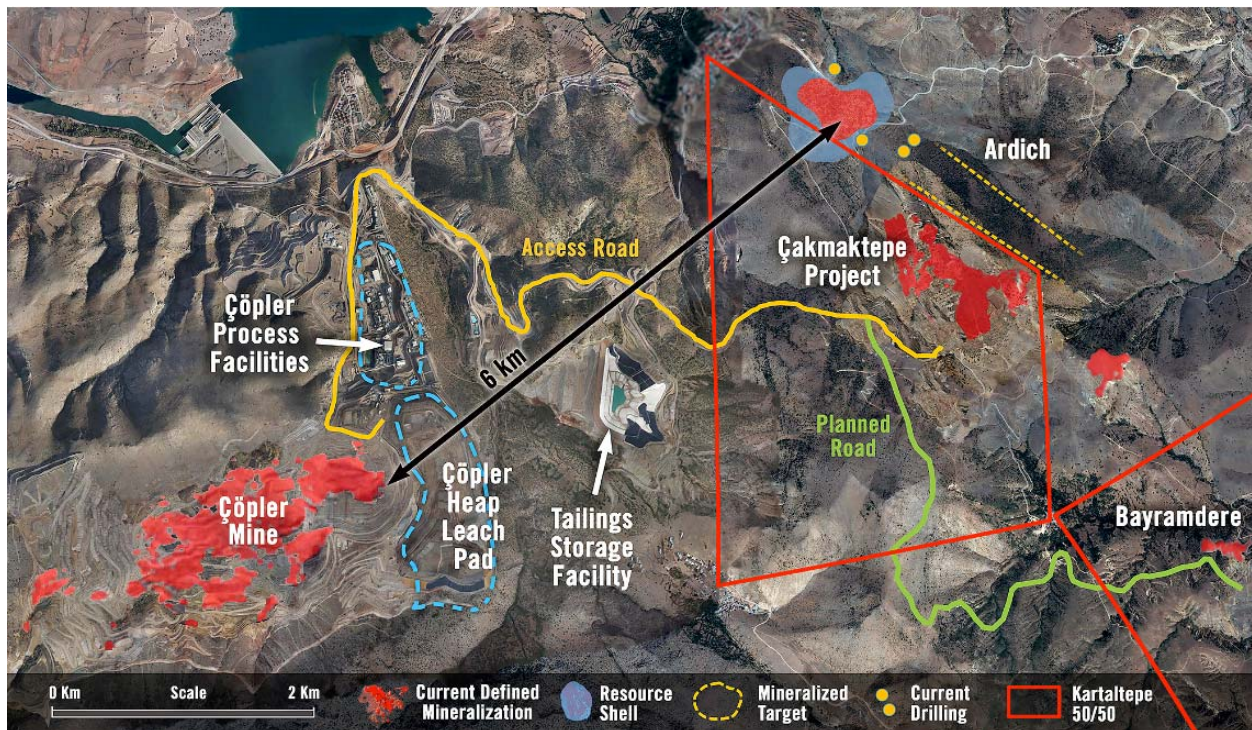 Ardich
Çakmaktepe
Project
Access Road
Çöpler
Process
Facilities
6 km
Planned
Road
Çöpler
Mine
Çöpler
Heap
Leach
Pad
Tailings
Storage
Facility
Bayramdere
0 Km
Scale
2 Km
Current Defined
Mineralization
Resource
Shell
Mineralized
Target
Current
Drilling
Kartaltepe
50/50